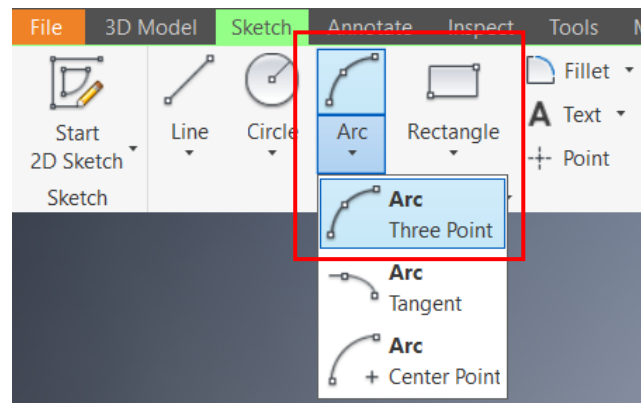 File 3D Model Sketch Annotate Inspect Tools
Start
2D Sketch
Line
Circle
Arc
Rectangle
Fillet
A Text
Point
Sketch
Arc
Three Point
Arc
Tangent
Arc
Center Point